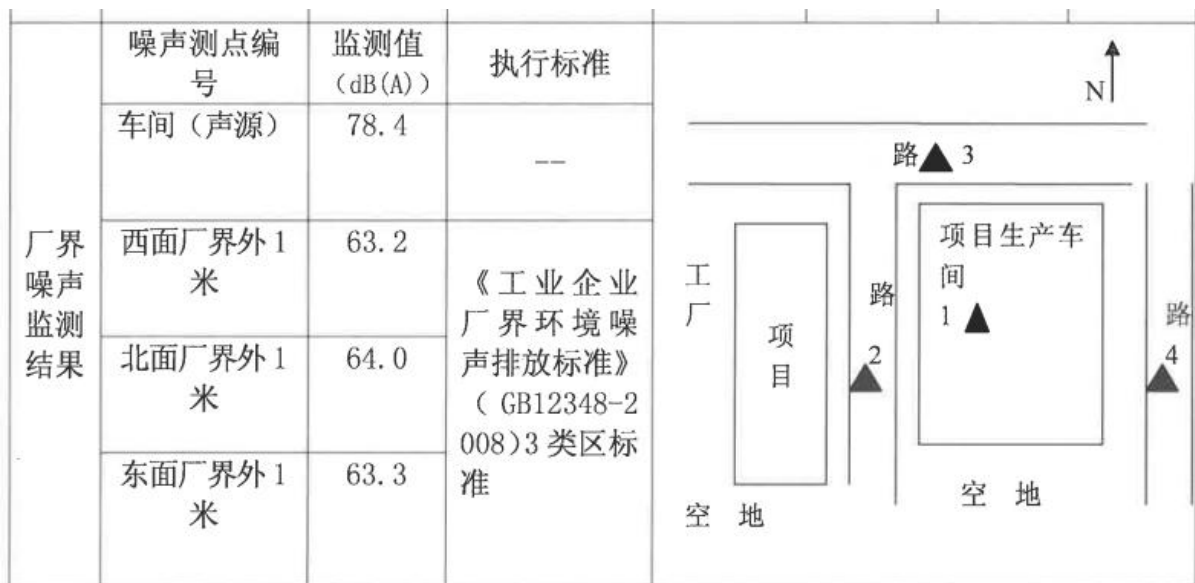 厂界
噪声
监测
结果
噪声测点编
号
监测值
（dB(A)）
执行标准
车间（声源）
78.4
--
西面厂界外1
米
63.2
北面厂界外1
米
64.0
东面厂界外1
米
63.3
《工业企业
厂界环境噪
声排放标准》
（GB12348-2
008)3类区标
准
N
路 3
工
厂
项
目
路
2
项目生产车
间
1
路
4
空 地
空 地